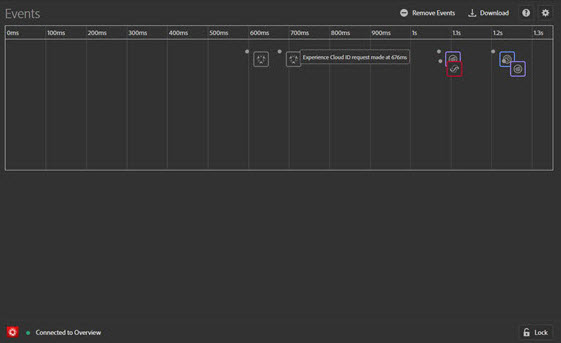 Events
Remove Events
Download
0ms 100ms 200ms 300ms 400ms 500ms 600ms 700ms 800ms 900ms 1s 1.1s 1.2s 1.3s
Experience Cloud ID request made at 676ms
Connected to Overview
Lock